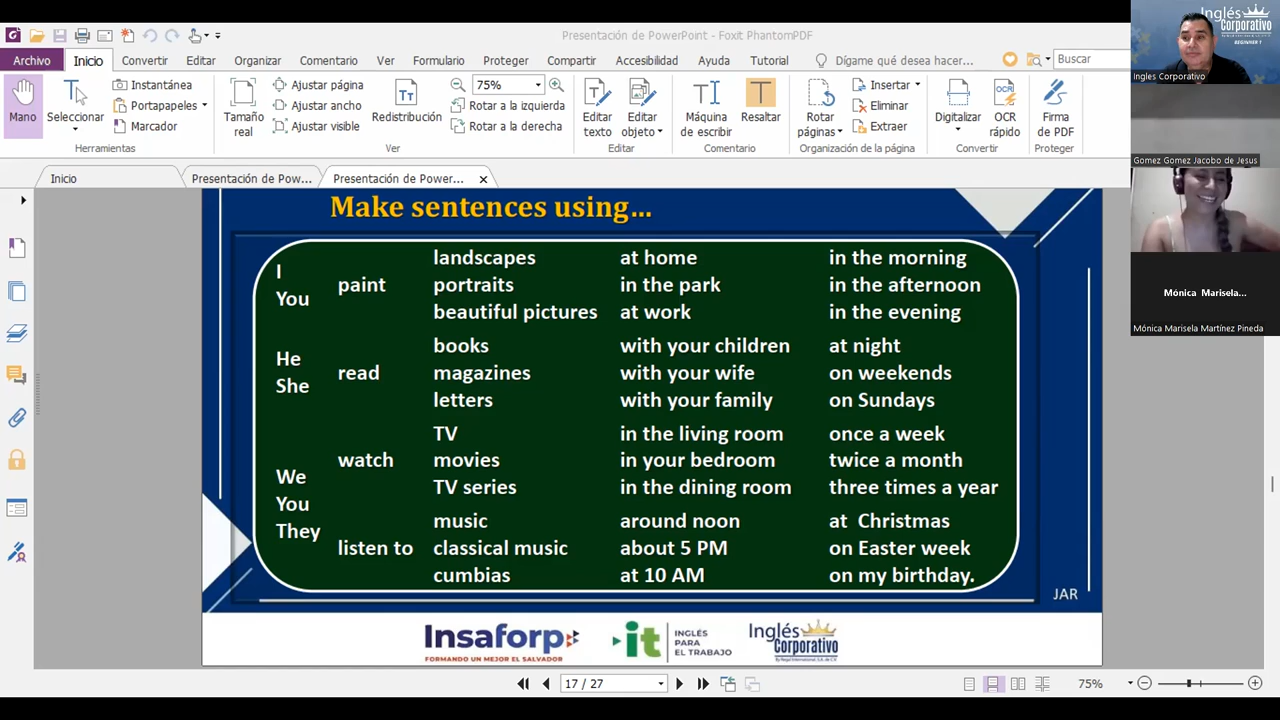 Presentación de PowerPoint - Foxit PhantomPDF
Archivo Inicio Convertir Editar Organizar Comentario Ver Formulario Proteger Compartir Accesibilidad Ayuda Tutorial Dígame qué desea hacer... Buscar
Mano
Seleccionar
Instantánea
Portapapeles
Marcador
Herramientas
Tamaño real
Ajustar página
Ajustar ancho
Ajustar visible
Redistribución
75%
Rotar a la izquierda
Rotar a la derecha
Ver
Editar texto
Editar objeto
Editar
Máquina de escribir
Resaltar
Comentario
Rotar páginas
Insertar
Eliminar
Extraer
Organización de la página
Digitalizar
OCR rápido
Convertir
Firma de PDF
Proteger
Inicio
Presentación de Pow...
Presentación de Power...
Make sentences using...
I
You
paint
landscapes at home in the morning
portraits in the park in the afternoon
beautiful pictures at work in the evening
He
She
read
books with your children at night
magazines with your wife on weekends
letters with your family on Sundays
We
You
They
watch
TV in the living room once a week
movies in your bedroom twice a month
TV series in the dining room three times a year
listen to
music around noon at Christmas
classical music about 5 PM on Easter week
cumbias at 10 AM on my birthday.
JAR
Insaforp
FORMANDO UN MEJOR EL SALVADOR
it
INGLÉS
PARA
EL TRABAJO
Inglés
Corporativo
17 / 27
75%
Inglés
Corporativo
BEGINNER 1
Ingles Corporativo
Gomez Gomez Jacobo de Jesus
Mónica Marisela...
Mónica Marisela Martínez Pineda